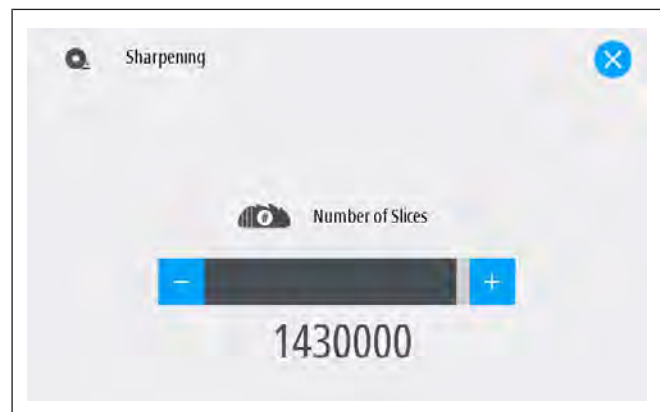 Sharpening
# Number of Slices
− +
1430000